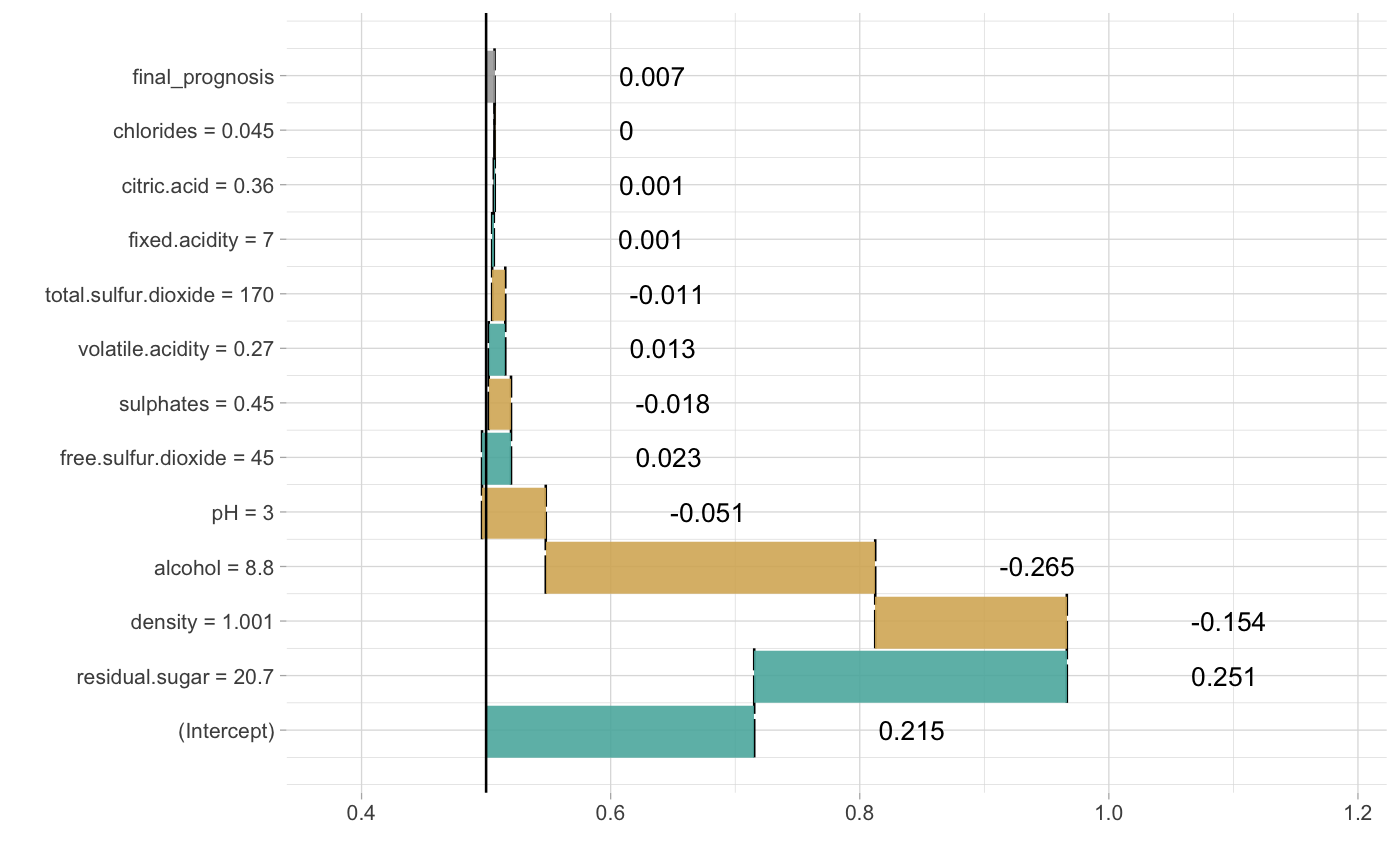 final_prognosis 0.007
chlorides = 0.045 0
citric.acid = 0.36 0.001
fixed.acidity = 7 0.001
total.sulfur.dioxide = 170 -0.011
volatile.acidity = 0.27 0.013
sulphates = 0.45 -0.018
free.sulfur.dioxide = 45 0.023
pH = 3 -0.051
alcohol = 8.8 -0.265
density = 1.001 -0.154
residual.sugar = 20.7 0.251
(Intercept) 0.215
0.4 0.6 0.8 1.0 1.2